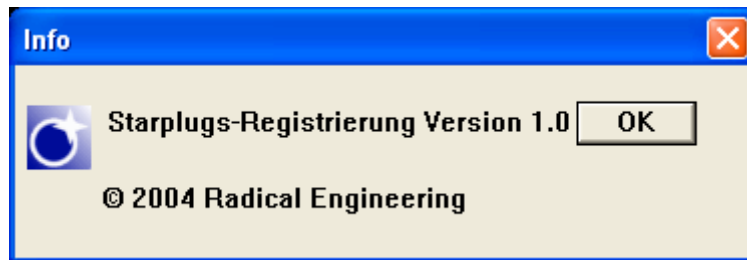 Info
Starplugs-Registrierung Version 1.0 OK
© 2004 Radical Engineering